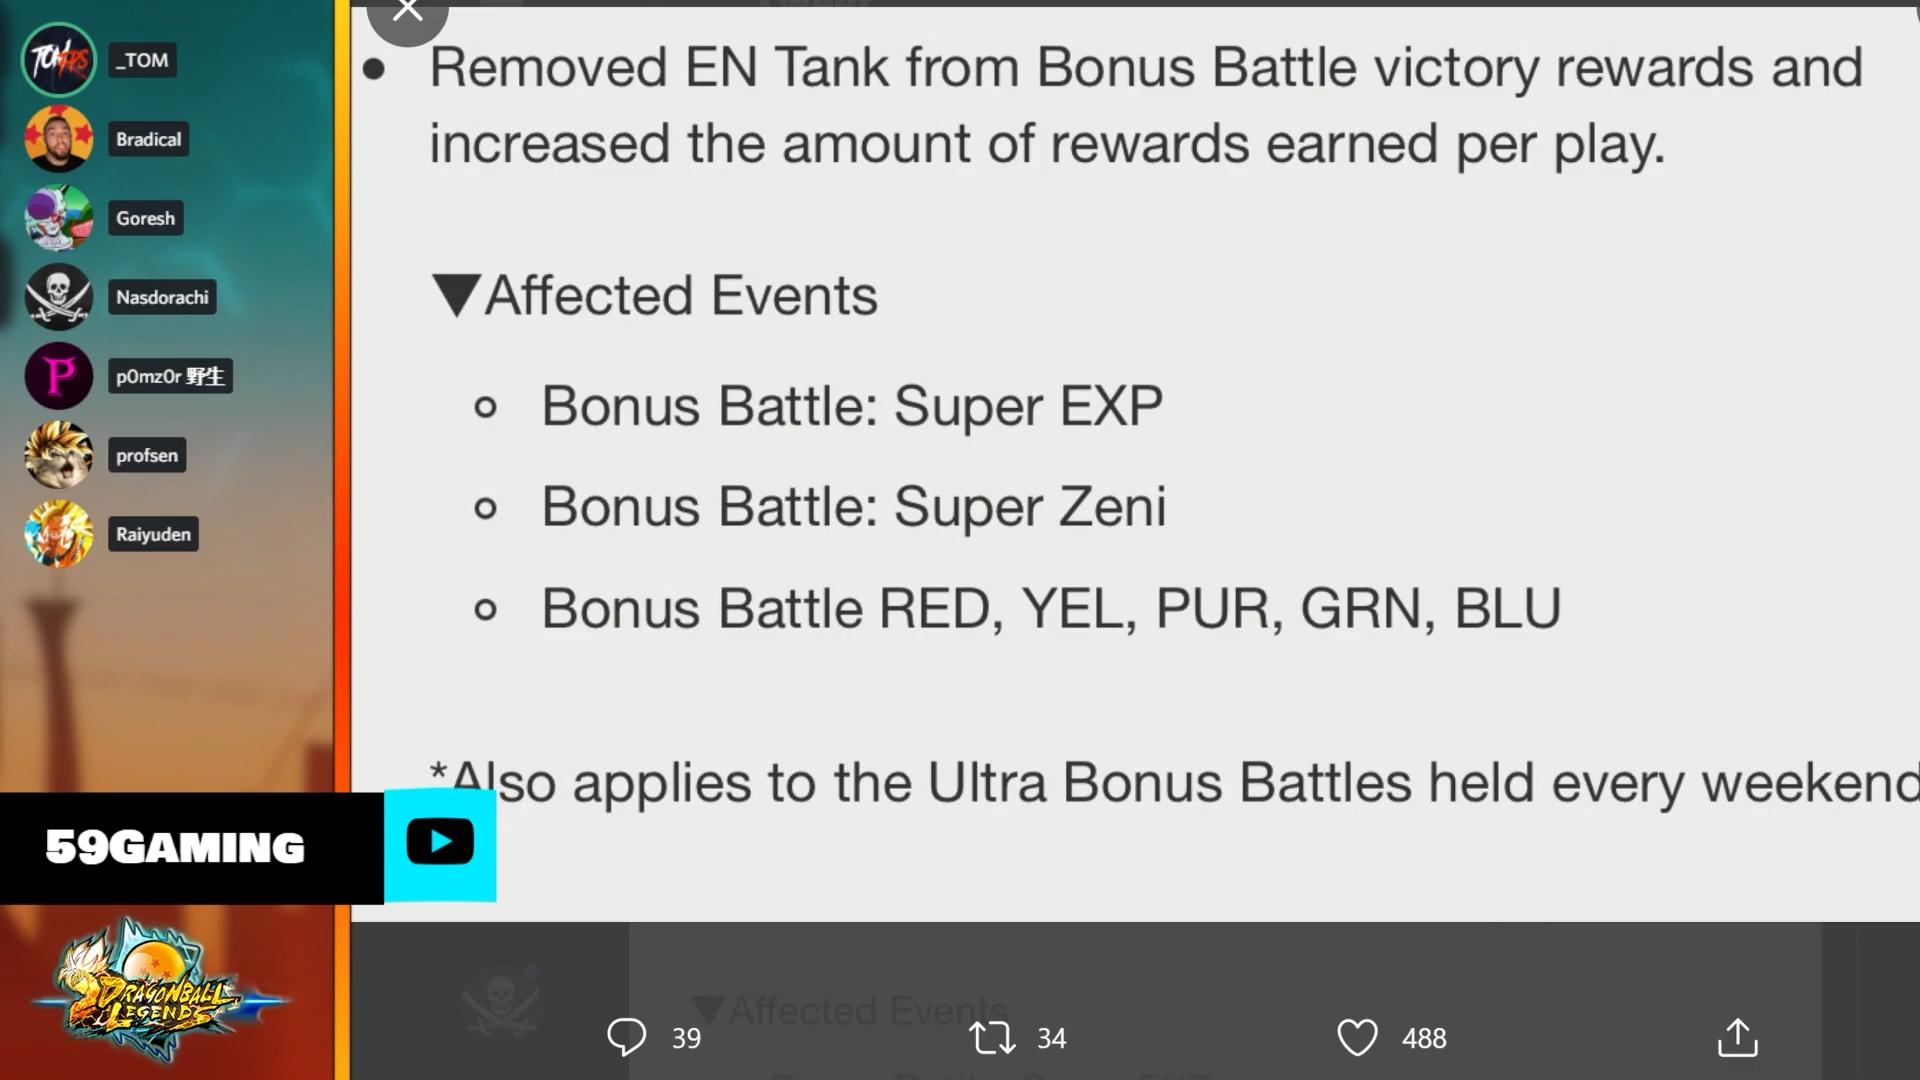 _TOM
Bradical
Goresh
Nasdorachi
p0mz0r 野生
profsen
Raiyuden
• Removed EN Tank from Bonus Battle victory rewards and
increased the amount of rewards earned per play.
▼Affected Events
Bonus Battle: Super EXP
Bonus Battle: Super Zeni
Bonus Battle RED, YEL, PUR, GRN, BLU
*Also applies to the Ultra Bonus Battles held every weekend
59GAMING
DRAGONBALL
LEGENDS
▼Affected Events
39
34
488